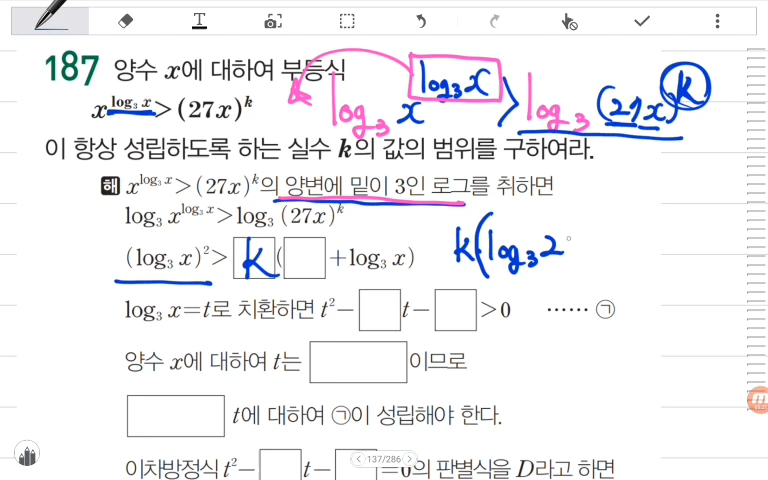 187 양수 x에 대하여 부등식
x^{log₃ x} > (27x)^k
log₃ x^{log₃ x} > log₃ (27x)^k
이 항상 성립하도록 하는 실수 k의 값의 범위를 구하여라.
해 x^{log₃ x} > (27x)^k의 양변에 밑이 3인 로그를 취하면
log₃ x^{log₃ x} > log₃ (27x)^k
(log₃ x)² > k(□ + log₃ x) k(log₃2
log₃ x=t로 치환하면 t² − □ t − □ >0 …… ㉠
양수 x에 대하여 t는 □ 이므로
□ t에 대하여 ㉠이 성립해야 한다.
이차방정식 t² − □ t − □ =0의 판별식을 D라고 하면
< 137/286 >